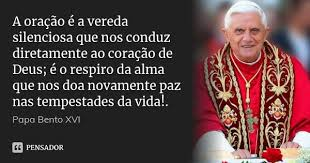 A oração é a vereda
silenciosa que nos conduz
diretamente ao coração de
Deus; é o respiro da alma
que nos doa novamente paz
nas tempestades da vida!.
Papa Bento XVI
PENSADOR